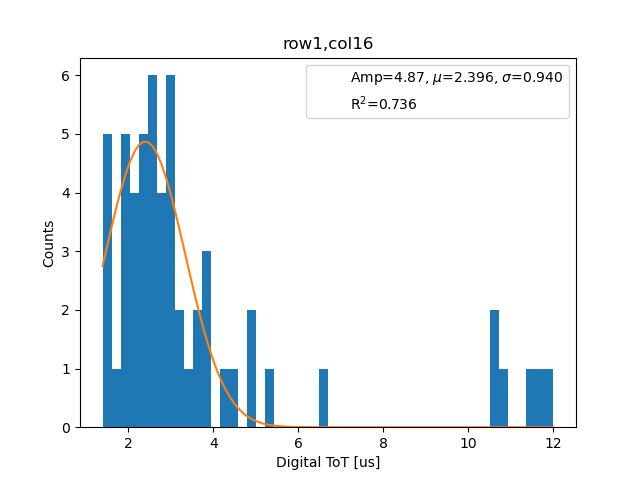 row1,col16
Amp=4.87, μ=2.396, σ=0.940
R²=0.736
Counts
6
5
4
3
2
1
0
2 4 6 8 10 12
Digital ToT [us]